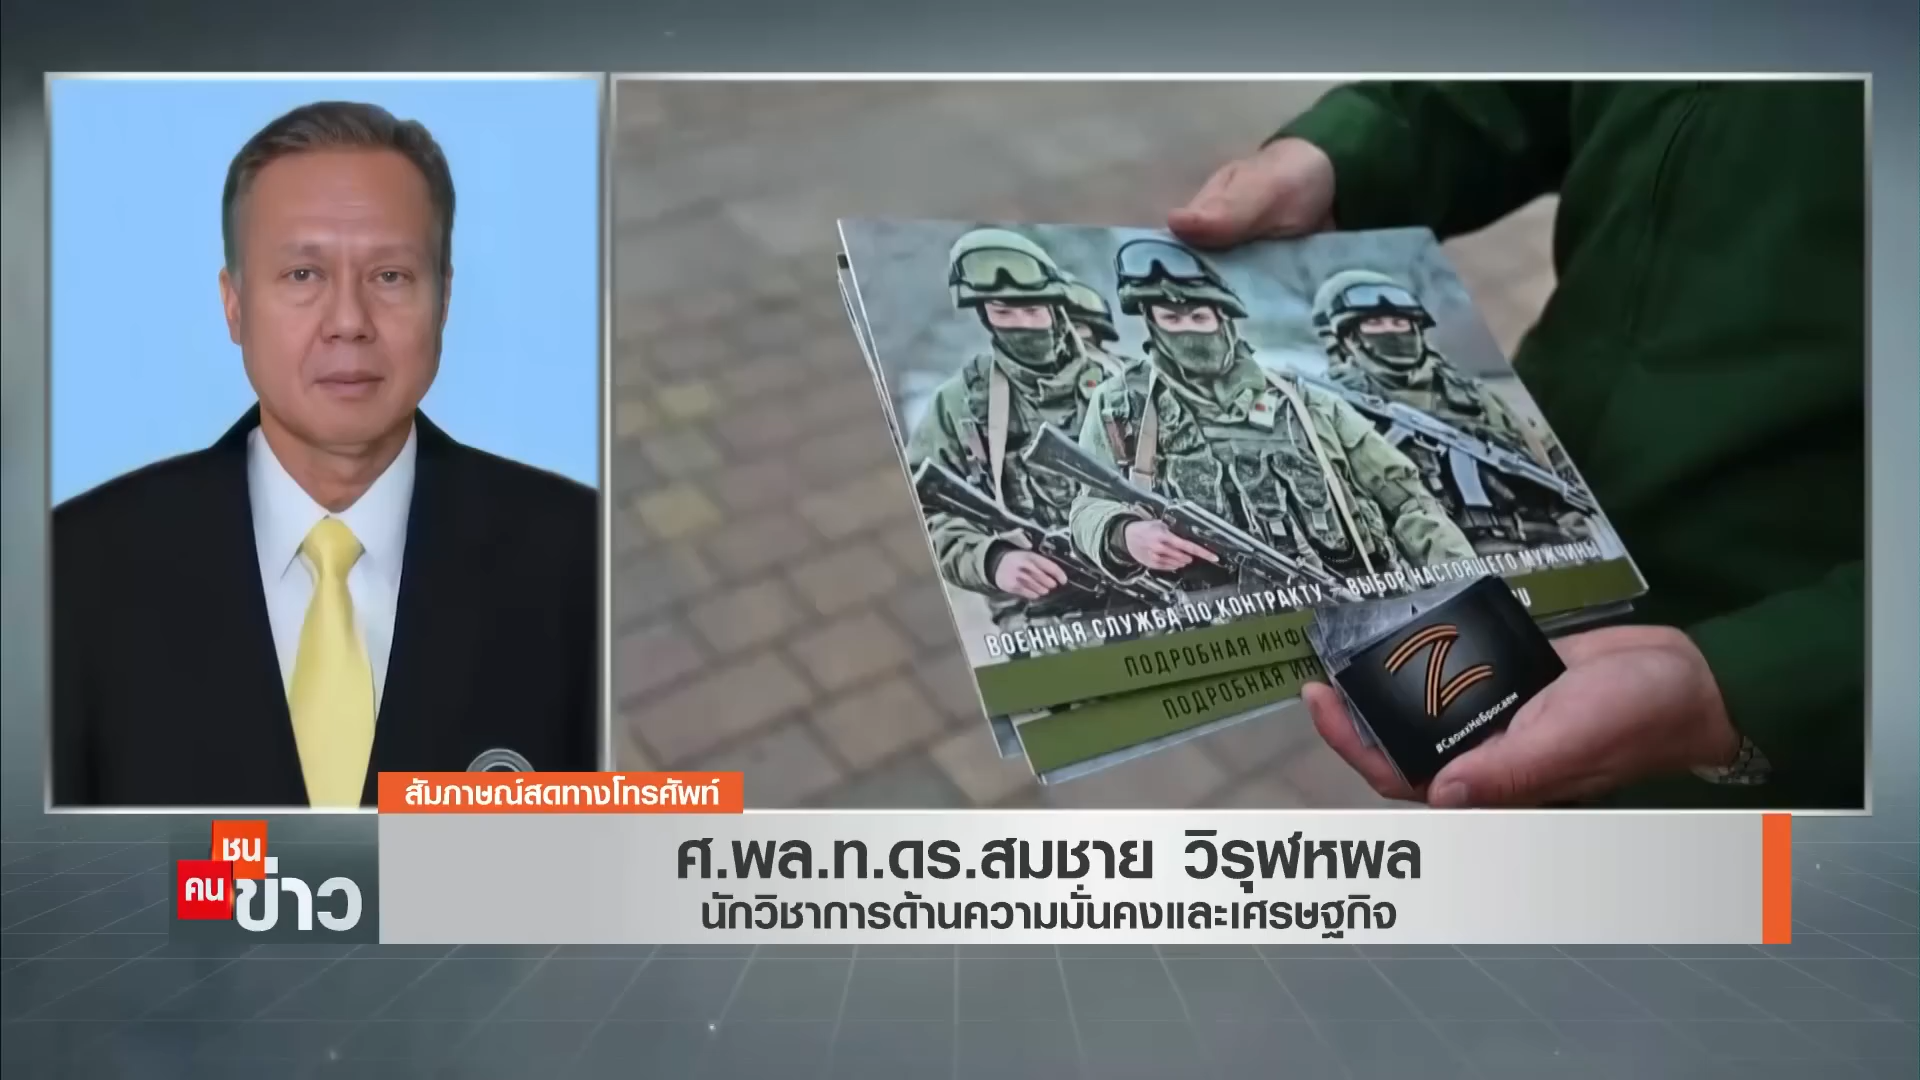 ВОЕННАЯ СЛУЖБА ПО КОНТРАКТУ – ВЫБОР НАСТОЯЩЕГО МУЖЧИНЫ
ПОДРОБНАЯ
ПОДРОБНАЯ
Z
#СвоихНеБросаем
สัมภาษณ์สดทางโทรศัพท์
ชน
คน
ข่าว
ศ.พล.ท.ดร.สมชาย วิรุฬหผล
นักวิชาการด้านความมั่นคงและเศรษฐกิจ